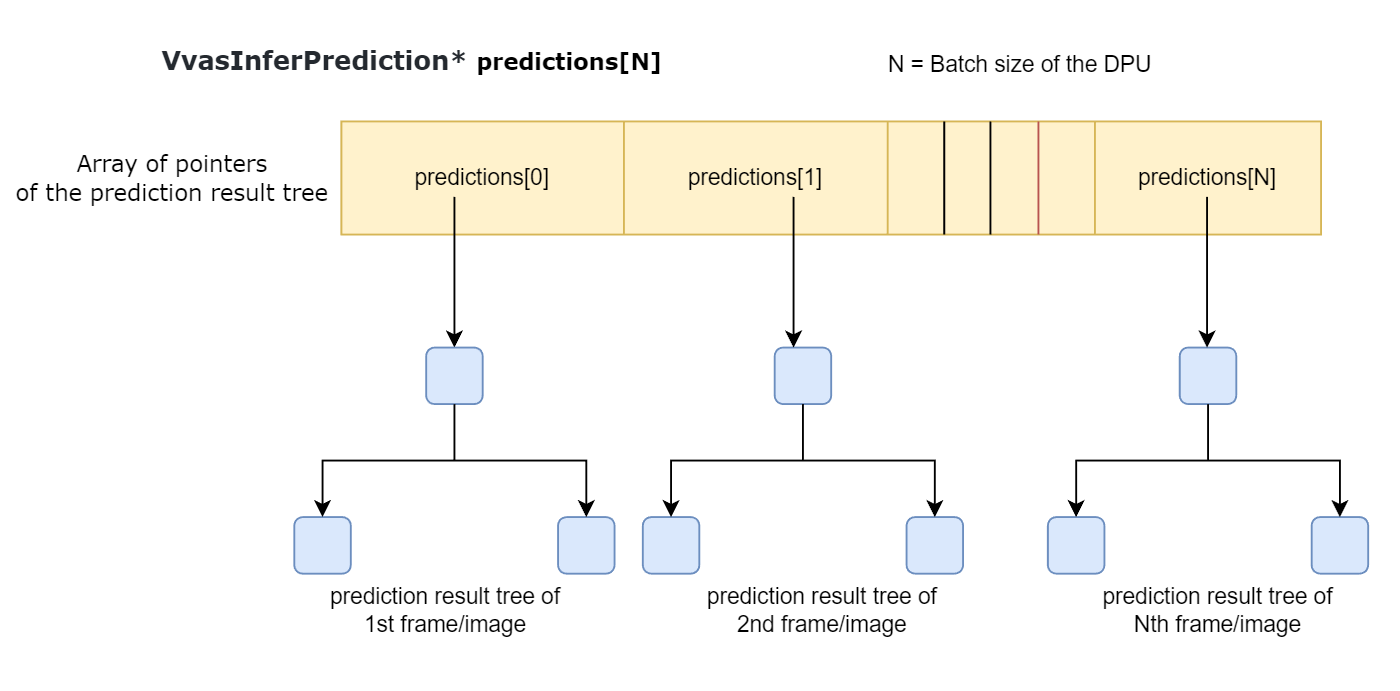 VvasInferPrediction* predictions[N]
N = Batch size of the DPU
Array of pointers
of the prediction result tree
predictions[0]
predictions[1]
predictions[N]
prediction result tree of
1st frame/image
prediction result tree of
2nd frame/image
prediction result tree of
Nth frame/image